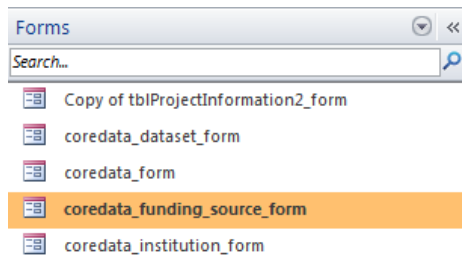 Forms «
Search...
Copy of tblProjectInformation2_form
coredata_dataset_form
coredata_form
coredata_funding_source_form
coredata_institution_form